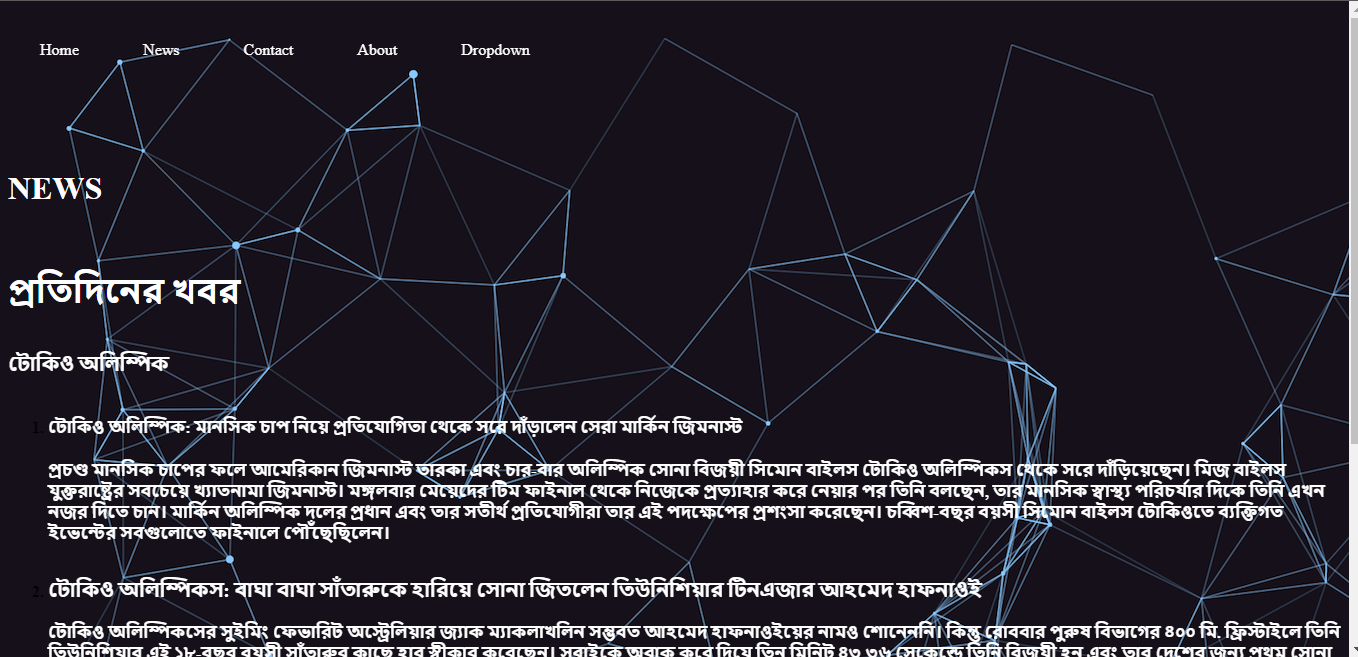 Home News Contact About Dropdown
NEWS
প্রতিদিনের খবর
টোকিও অলিম্পিক
1. টোকিও অলিম্পিক: মানসিক চাপ নিয়ে প্রতিযোগিতা থেকে সরে দাঁড়ালেন সেরা মার্কিন জিমনাস্ট
প্রচণ্ড মানসিক চাপের ফলে আমেরিকান জিমনাস্ট তারকা এবং চার বার অলিম্পিক সোনা বিজয়ী সিমোন বাইলস টোকিও অলিম্পিকস থেকে সরে দাঁড়িয়েছেন। মিজ বাইলস
যুক্তরাষ্ট্রের সবচেয়ে খ্যাতনামা জিমনাস্ট। মঙ্গলবার মেয়েদের টিম ফাইনাল থেকে নিজেকে প্রত্যাহার করে নেয়ার পর তিনি বলছেন, তার মানসিক স্বাস্থ্য পরিচর্যার দিকে তিনি এখন
নজর দিতে চান। মার্কিন অলিম্পিক দলের প্রধান এবং তার সতীর্থ প্রতিযোগীরা তার এই পদক্ষেপের প্রশংসা করেছেন। চব্বিশ-বছর বয়সী সিমোন বাইলস টোকিওতে ব্যক্তিগত
ইভেন্টের সবগুলোতে ফাইনালে পৌঁছেছিলেন।
2. টোকিও অলিম্পিকস: বাঘা বাঘা সাঁতারুকে হারিয়ে সোনা জিতলেন তিউনিশিয়ার টিনএজার আহমেদ হাফনাওই
টোকিও অলিম্পিকসের সুইমিং ফেভারিট অস্ট্রেলিয়ার জ্যাক ম্যাকলাখলিন সম্ভবত আহমেদ হাফনাওইয়ের নামও শোনেননি। কিন্তু রোববার পুরুষ বিভাগের ৪০০ মি. ফ্রিস্টাইলে তিনি
তিউনিশিয়ার এই ১৮-বছর বয়সী সাঁতারুর কাছে হার স্বীকার করেছেন। সবাইকে অবাক করে দিয়ে তিন মিনিট ৪৩.৩৬ সেকেন্ডে তিনি বিজয়ী হন এবং তার দেশের জন্য প্রথম সোনা